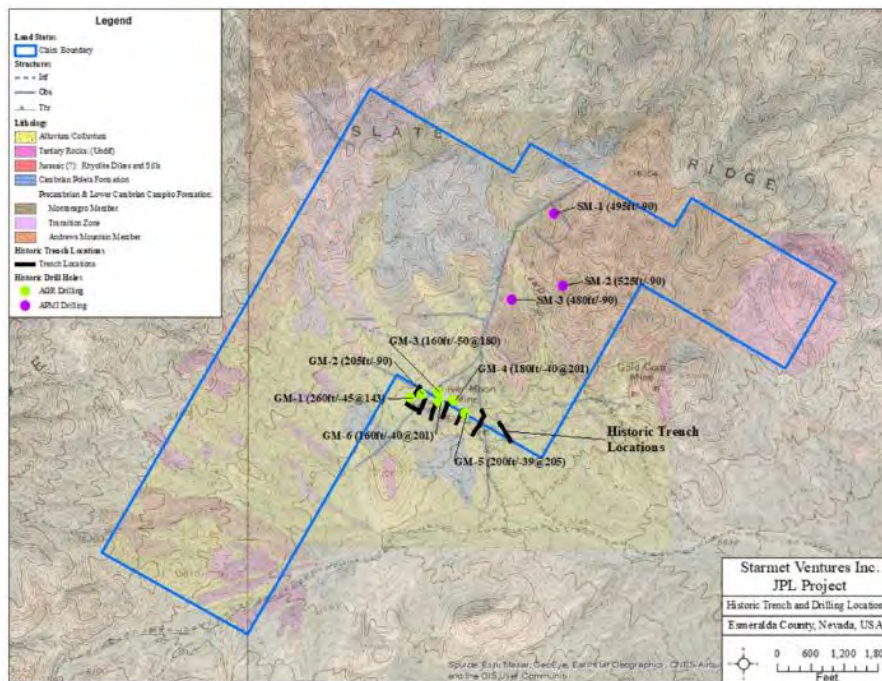 Legend
Land Status
Claim Boundary
Structures
Inf
Obs
Thr
Lithology
Alluvium/Colluvium
Tertiary Rocks (Undif)
Jurassic (?): Rhyolite Dikes and Sills
Cambrian Poleta Formation
Precambrian & Lower Cambrian Campito Formation:
Montenegro Member
Transition Zone
Andrews Mountain Member
Historic Trench Locations
Trench Locations
Historic Drill Holes
AGR Drilling
APMI Drilling
SLATE
RIDGE
SM-1 (495ft/-90)
SM-2 (525ft/-90)
SM-3 (480ft/-90)
GM-3 (160ft/-50@180)
GM-2 (205ft/-90)
GM-4 (180ft/-40@201)
GM-1 (260ft/-45@143)
Mine
Gold Coin
Mine
GM-6 (160ft/-40@201)
GM-5 (200ft/-39@205)
Historic Trench
Locations
Starmet Ventures Inc.
JPL Project
Historic Trench and Drilling Location
Esmeralda County, Nevada, USA
0 600 1,200 1,80
Feet
Source: Esri, Maxar, GeoEye, Earthstar Geographics, CNES/Airbu
and the GIS User Community